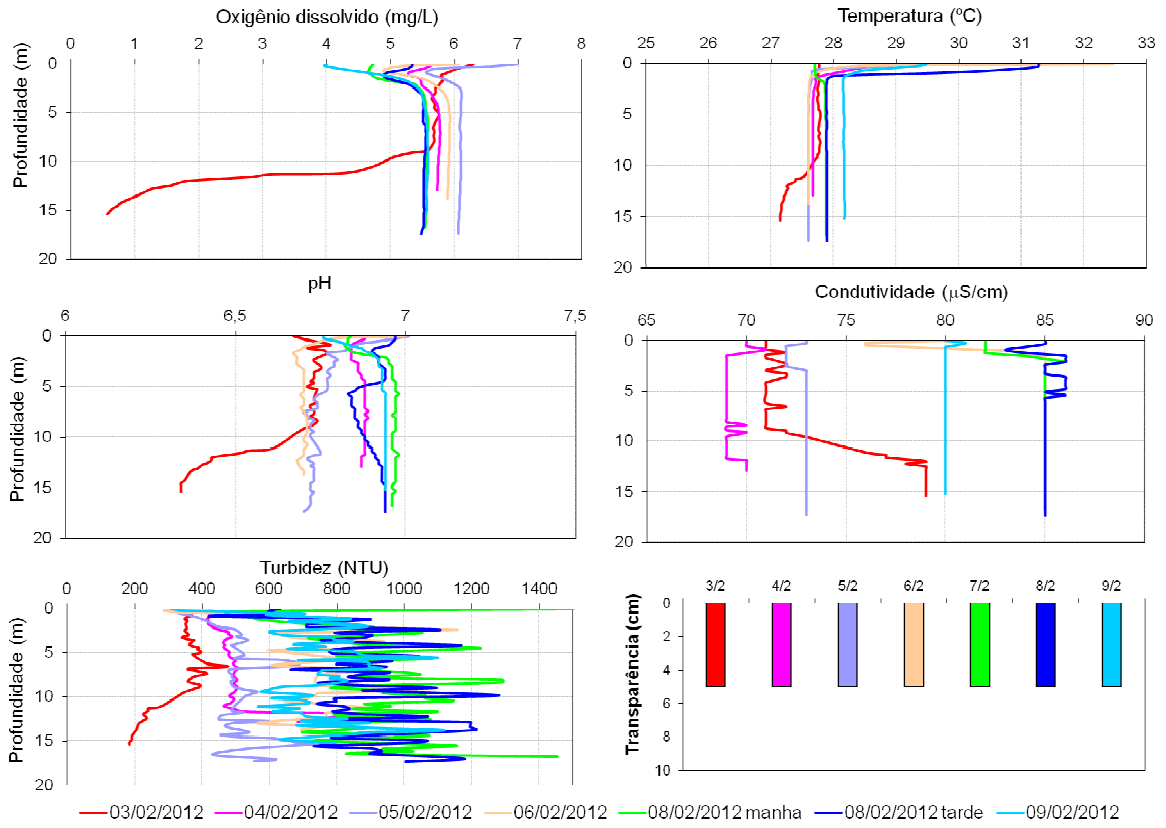 Oxigênio dissolvido (mg/L)
0 1 2 3 4 5 6 7 8
Profundidade (m)
0
5
10
15
20
Temperatura (ºC)
25 26 27 28 29 30 31 32 33
0
5
10
15
20
pH
6 6,5 7 7,5
Profundidade (m)
0
5
10
15
20
Condutividade (µS/cm)
65 70 75 80 85 90
0
5
10
15
20
Turbidez (NTU)
0 200 400 600 800 1000 1200 1400
Profundidade (m)
0
5
10
15
20
3/2 4/2 5/2 6/2 7/2 8/2 9/2
Transparência (cm)
0
2
4
6
8
10
03/02/2012 04/02/2012 05/02/2012 06/02/2012 08/02/2012 manha 08/02/2012 tarde 09/02/2012